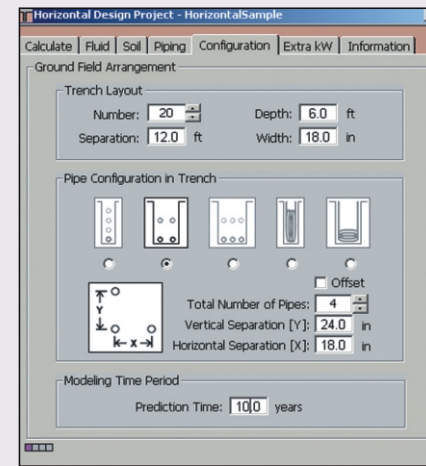 Horizontal Design Project - HorizontalSample
Calculate Fluid Soil Piping Configuration Extra kW Information
Ground Field Arrangement
Trench Layout
Number: 20 Depth: 6.0 ft
Separation: 12.0 ft Width: 18.0 in
Pipe Configuration in Trench
Offset
Y
X
Total Number of Pipes: 4
Vertical Separation [Y]: 24.0 in
Horizontal Separation [X]: 18.0 in
Modeling Time Period
Prediction Time: 10.0 years